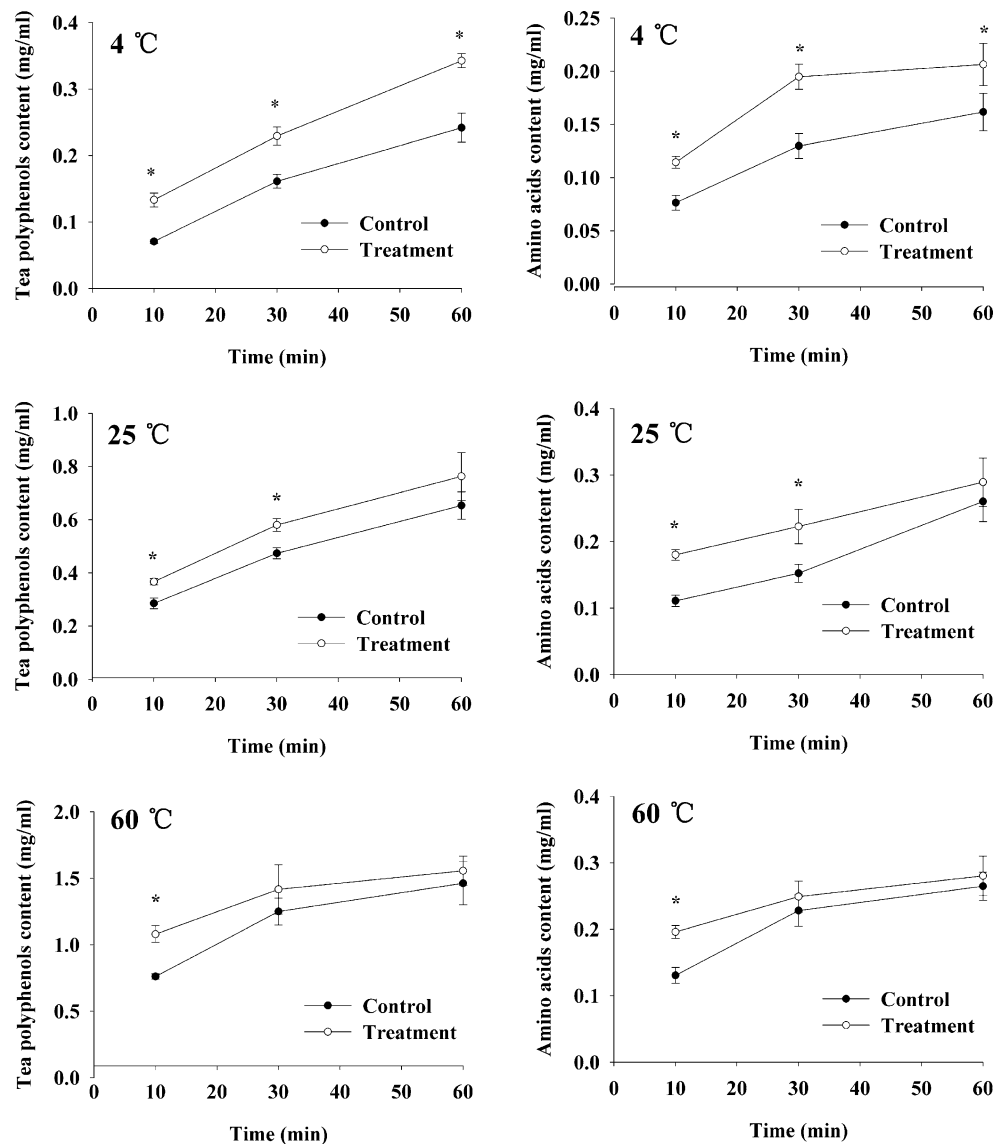 Tea polyphenols content (mg/ml)
4 ℃
0.4
0.3
0.2
0.1
0.0
* * *
Control
Treatment
0 10 20 30 40 50 60
Time (min)
Amino acids content (mg/ml)
4 ℃
0.25
0.20
0.15
0.10
0.05
0.00
* * *
Control
Treatment
0 10 20 30 40 50 60
Time (min)
Tea polyphenols content (mg/ml)
25 ℃
1.0
0.8
0.6
0.4
0.2
0.0
* *
Control
Treatment
0 10 20 30 40 50 60
Time (min)
Amino acids content (mg/ml)
25 ℃
0.4
0.3
0.2
0.1
0.0
* *
Control
Treatment
0 10 20 30 40 50 60
Time (min)
Tea polyphenols content (mg/ml)
60 ℃
2.0
1.5
1.0
0.5
0.0
*
Control
Treatment
0 10 20 30 40 50 60
Time (min)
Amino acids content (mg/ml)
60 ℃
0.4
0.3
0.2
0.1
0.0
*
Control
Treatment
0 10 20 30 40 50 60
Time (min)